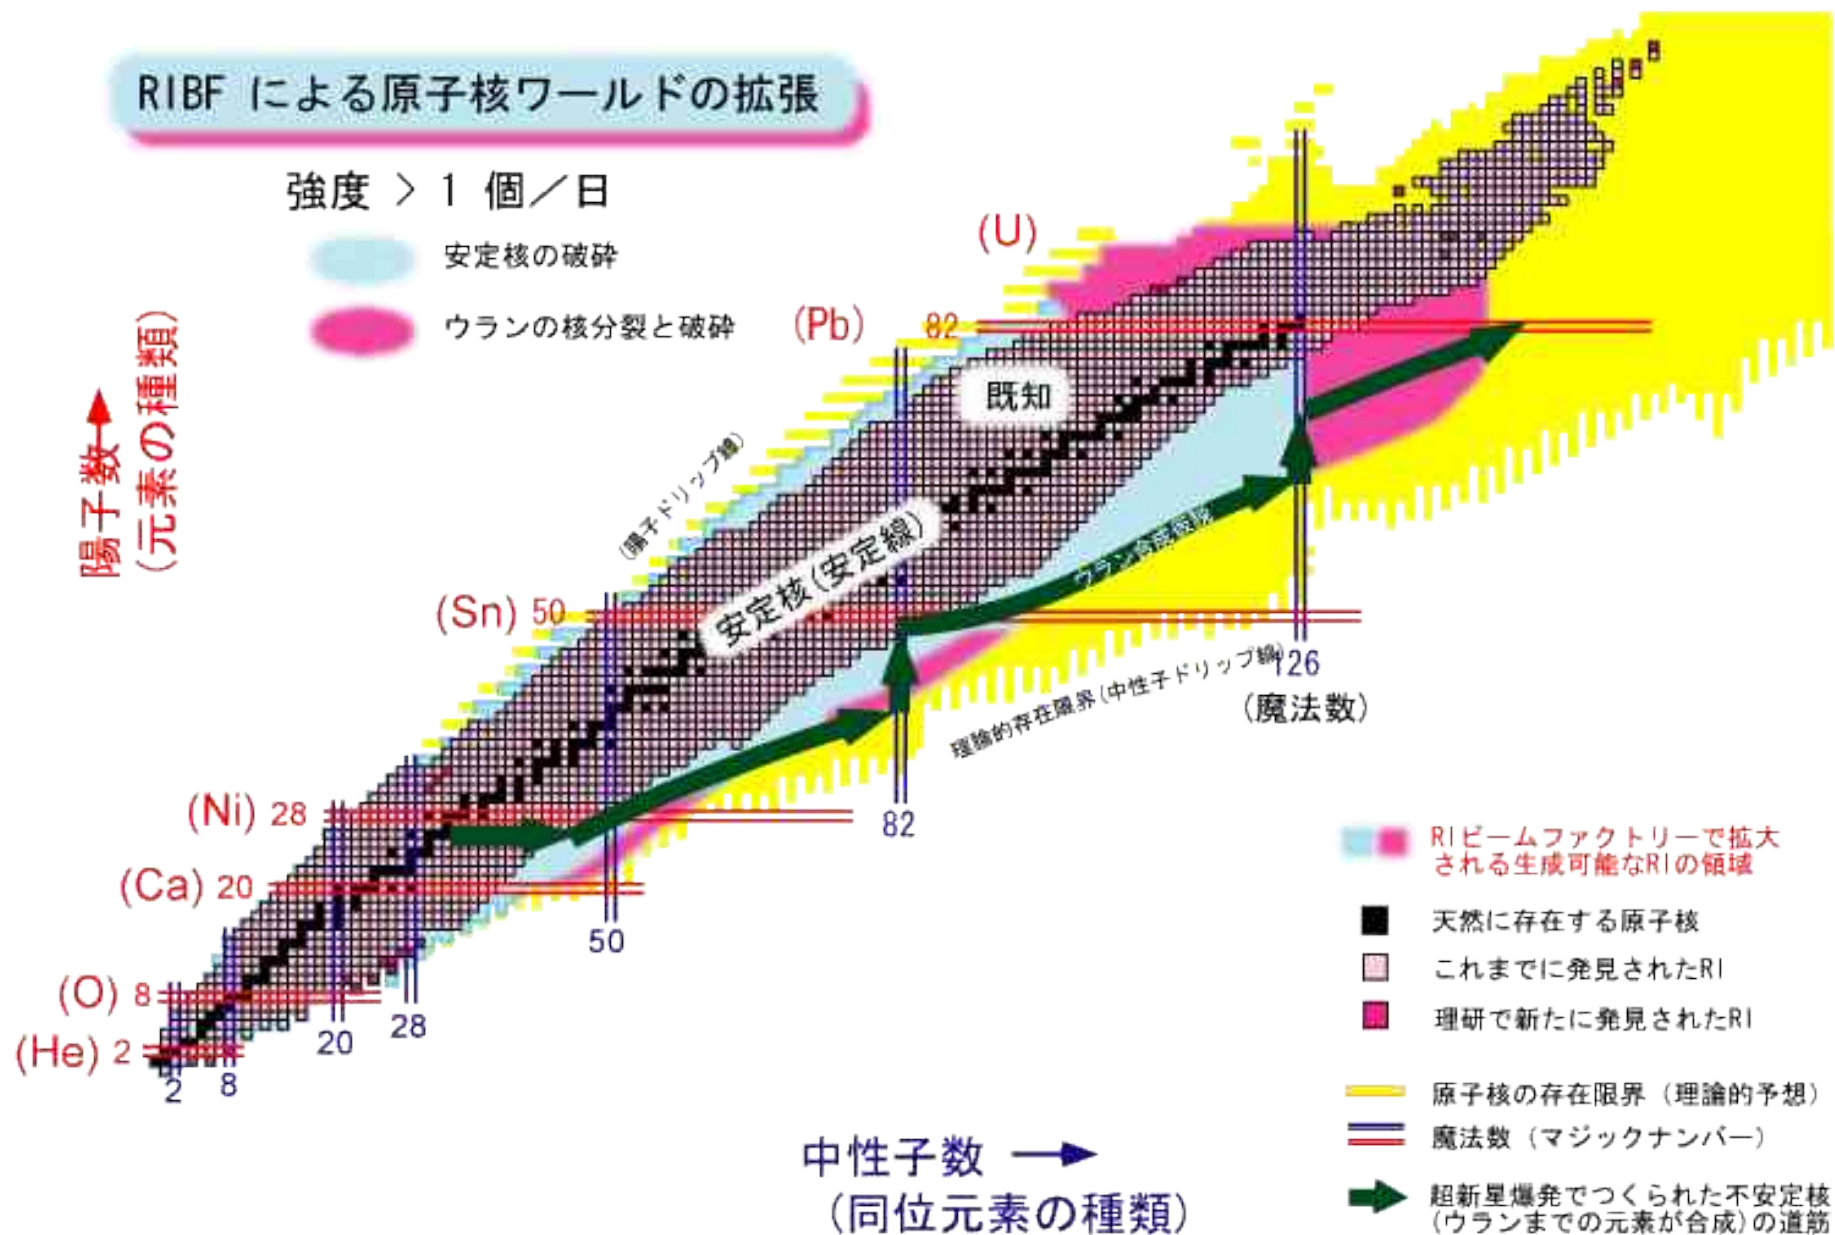 RIBF による原子核ワールドの拡張
強度 > 1 個／日
安定核の破砕
ウランの核分裂と破砕
陽子数→
(元素の種類)
(U)
(Pb) 82
既知
(陽子ドリップ線)
安定核(安定線)
ウラン合成経路
(Sn) 50
126
(魔法数)
理論的存在限界(中性子ドリップ線)
(Ni) 28
82
(Ca) 20
50
(O) 8
20
28
(He) 2
2
8
中性子数 →
(同位元素の種類)
RIビームファクトリーで拡大
される生成可能なRIの領域
天然に存在する原子核
これまでに発見されたRI
理研で新たに発見されたRI
原子核の存在限界（理論的予想）
魔法数（マジックナンバー）
超新星爆発でつくられた不安定核
(ウランまでの元素が合成)の道筋